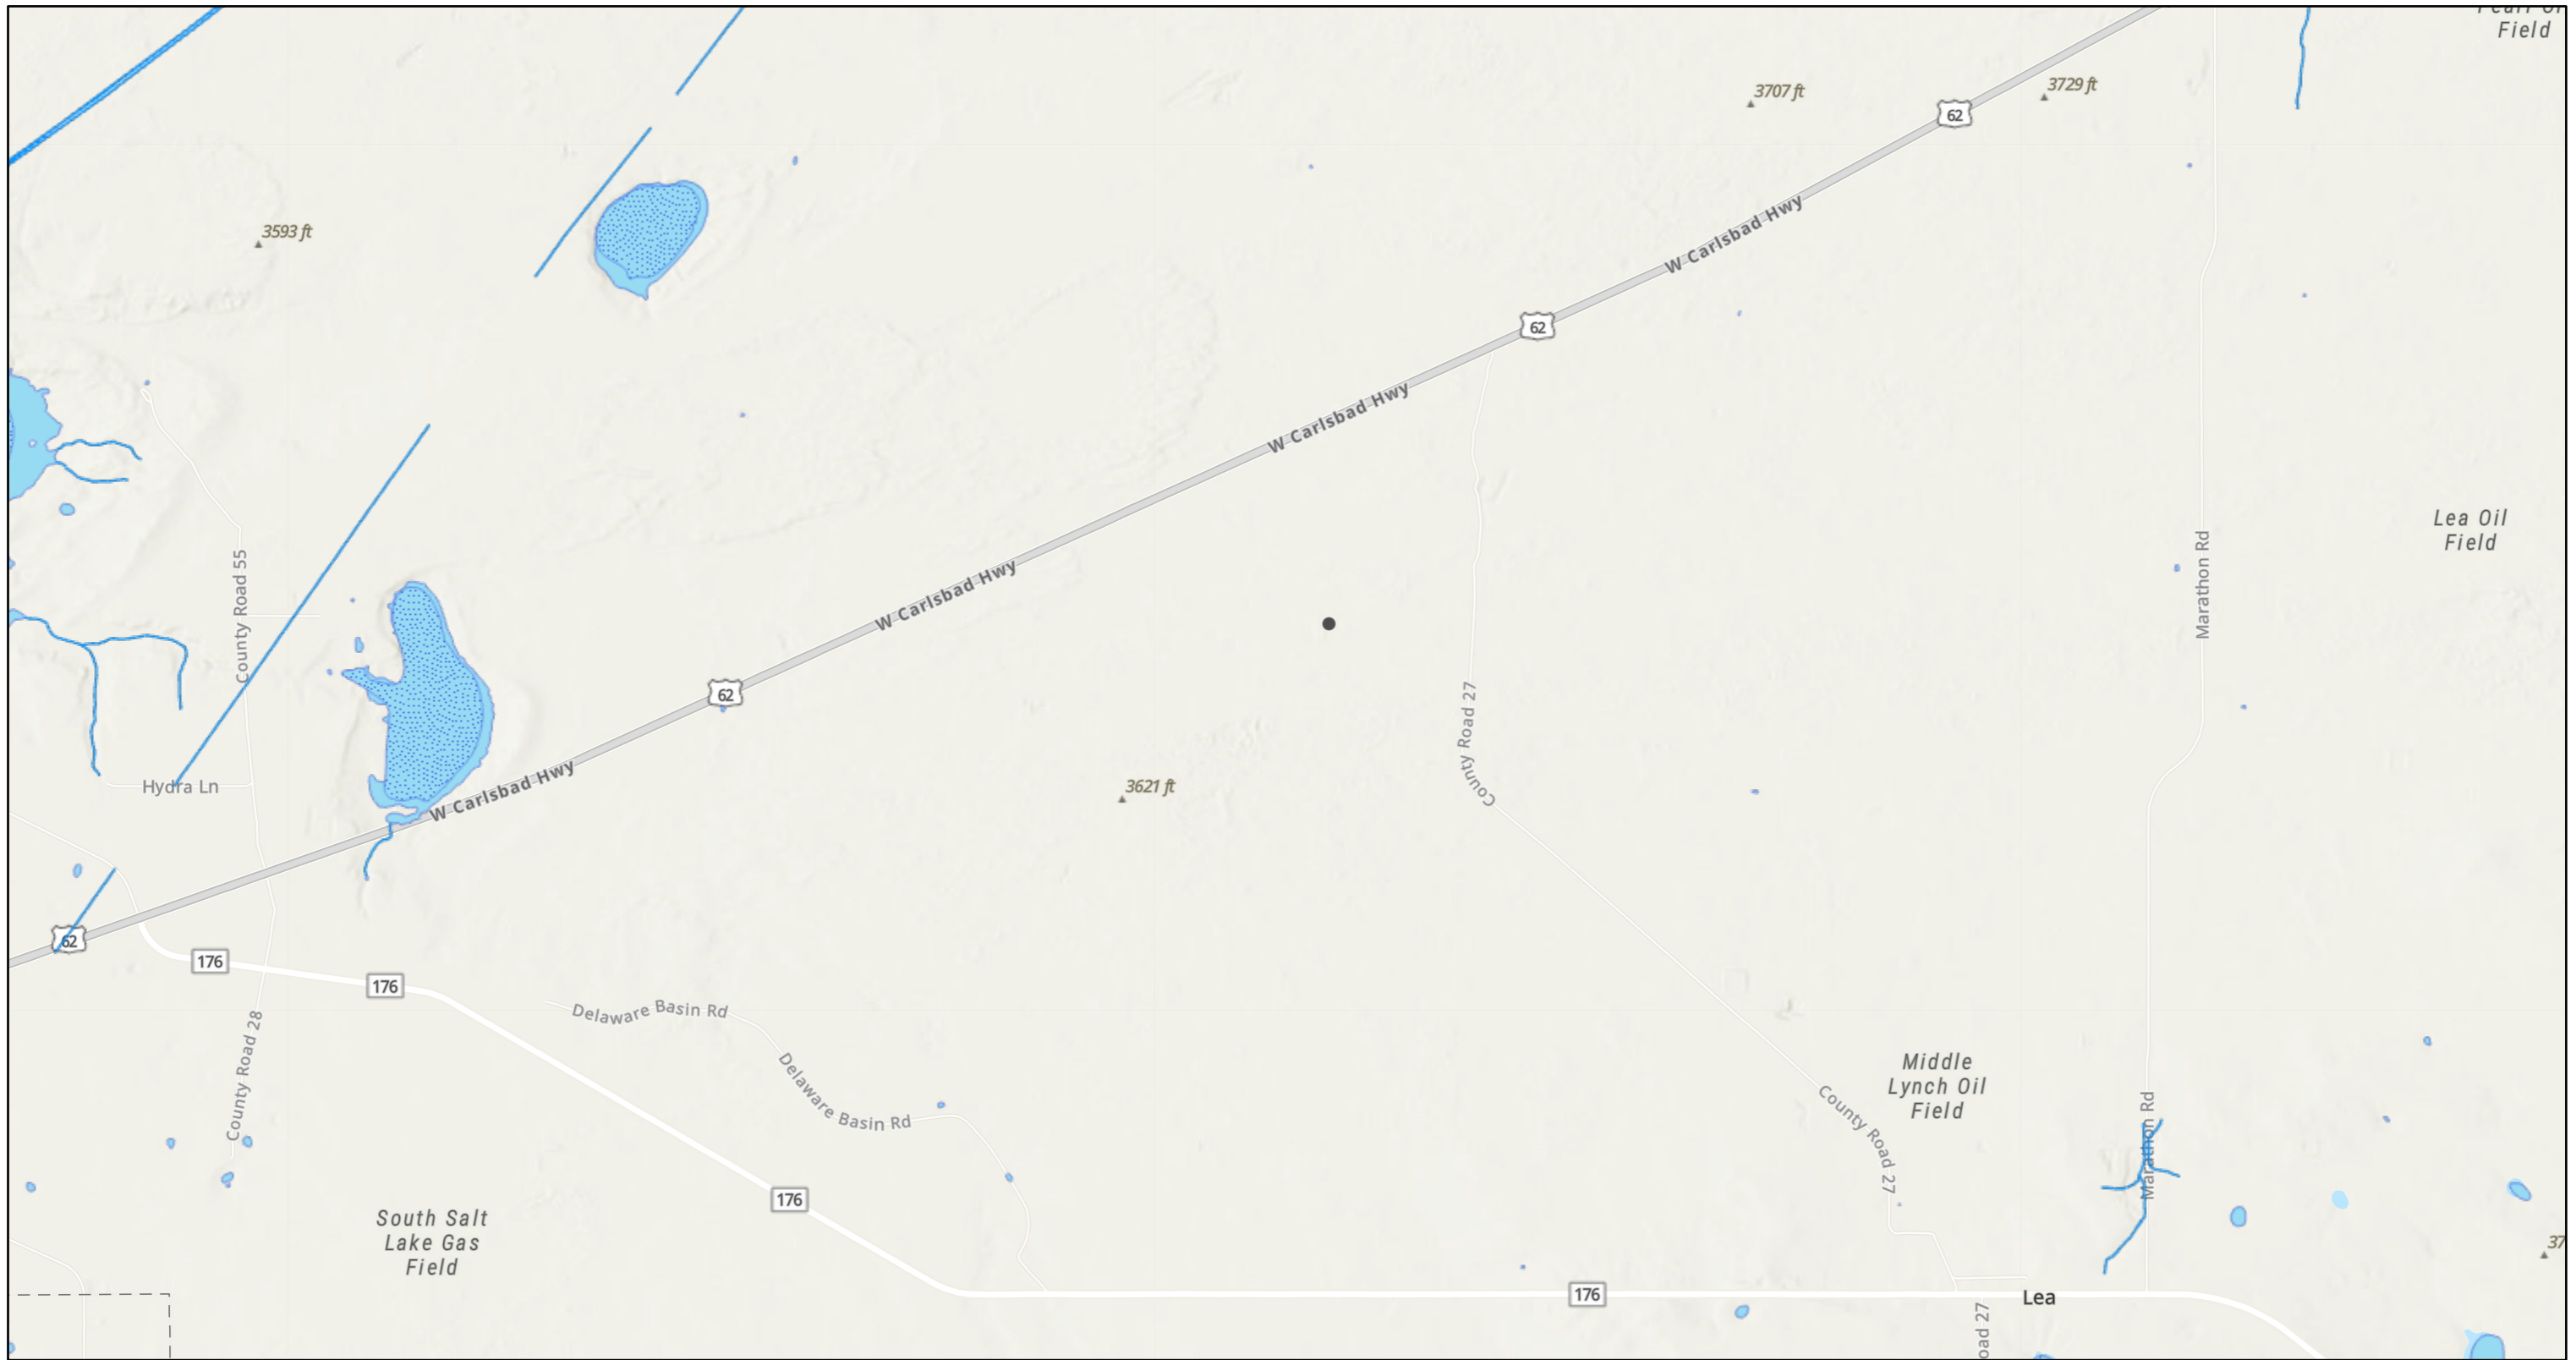 Field
3707 ft
3729 ft
62
W Carlsbad Hwy
3593 ft
62
W Carlsbad Hwy
Lea Oil
Field
County Road 55
W Carlsbad Hwy
Marathon Rd
62
County Road 27
Hydra Ln
W Carlsbad Hwy
3621 ft
62
176
176
Delaware Basin Rd
County Road 28
Delaware Basin Rd
Middle
Lynch Oil
Field
County Road 27
Marathon Rd
176
South Salt
Lake Gas
Field
37
176
Lea
oad 27